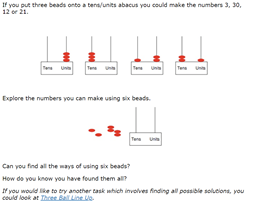 If you put three beads onto a tens/units abacus you could make the numbers 3, 30,
12 or 21.
Tens Units Tens Units Tens Units Tens Units
Explore the numbers you can make using six beads.
Tens Units
Can you find all the ways of using six beads?
How do you know you have found them all?
If you would like to try another task which involves finding all possible solutions, you
could look at Three Ball Line Up.